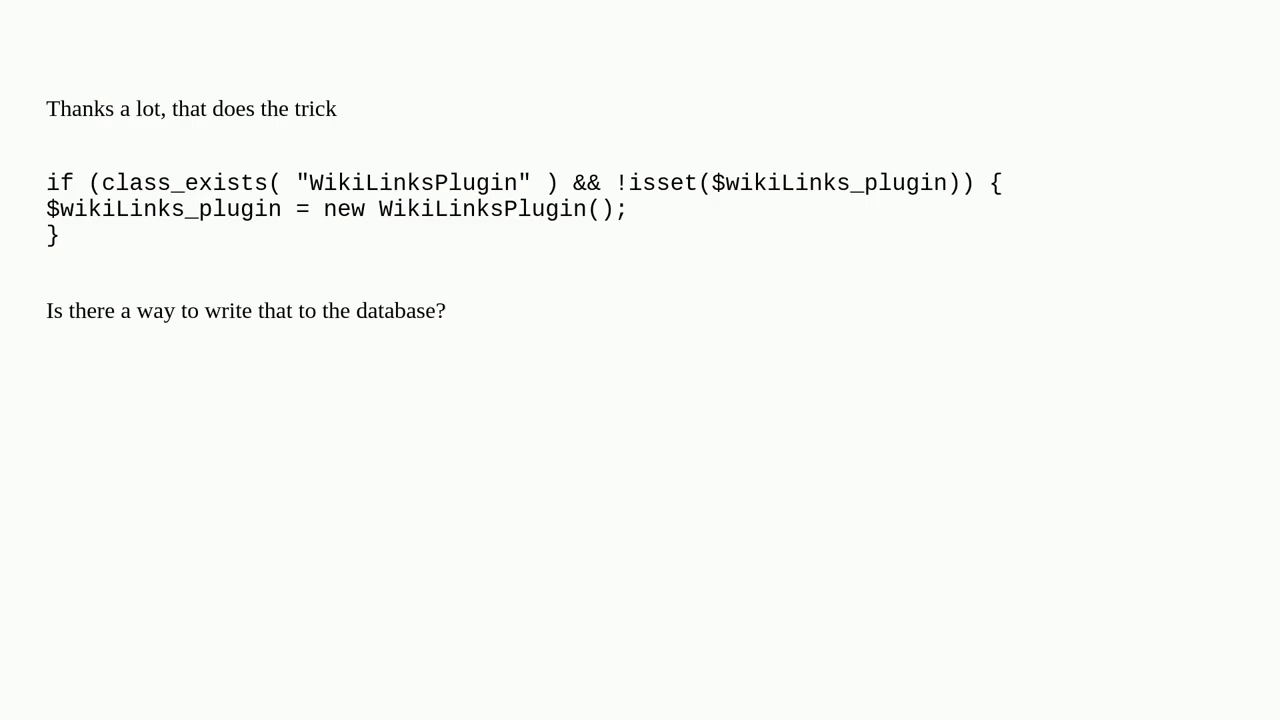 Thanks a lot, that does the trick
if (class_exists( "WikiLinksPlugin" ) && !isset($wikiLinks_plugin)) {
$wikiLinks_plugin = new WikiLinksPlugin();
}
Is there a way to write that to the database?